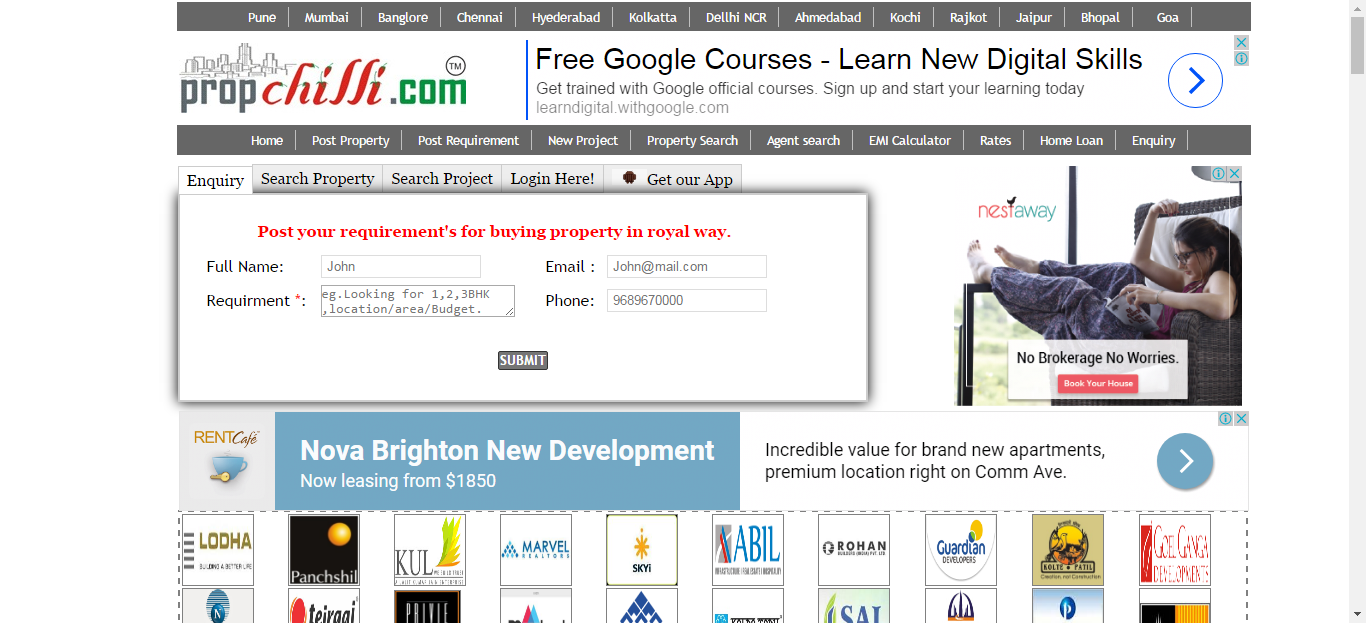 Pune Mumbai Banglore Chennai Hyederabad Kolkatta Dellhi NCR Ahmedabad Kochi Rajkot Jaipur Bhopal Goa
propchilli.com TM
Free Google Courses - Learn New Digital Skills
Get trained with Google official courses. Sign up and start your learning today
learndigital.withgoogle.com
Home Post Property Post Requirement New Project Property Search Agent search EMI Calculator Rates Home Loan Enquiry
Enquiry Search Property Search Project Login Here! Get our App
Post your requirement's for buying property in royal way.
Full Name: John Email : John@mail.com
Requirment *: eg.Looking for 1,2,3BHK
,location/area/Budget.
Phone: 9689670000
SUBMIT
nestaway
No Brokerage No Worries.
Book Your House
RENTCafé
Nova Brighton New Development
Now leasing from $1850
Incredible value for brand new apartments,
premium location right on Comm Ave.
LODHA
BUILDING A BETTER LIFE
Panchshil
KUL
MARVEL
REALTORS
SKYi
ABIL
ROHAN
Guardian
DEVELOPERS
KOLTE PATIL
Creation, not Construction
GOEL GANGA
DEVELOPMENTS
N
PRIVIE